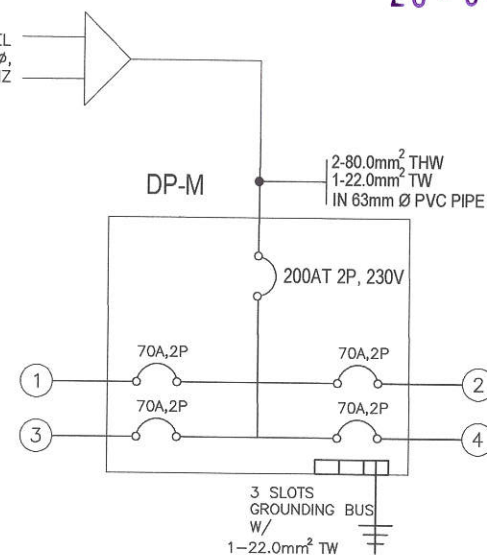 Ø,
HZ
2-80.0mm² THW
1-22.0mm² TW
IN 63mm Ø PVC PIPE
DP-M
200AT 2P, 230V
70A,2P 70A,2P
1 2
70A,2P 70A,2P
3 4
3 SLOTS
GROUNDING BUS
W/
1-22.0mm² TW